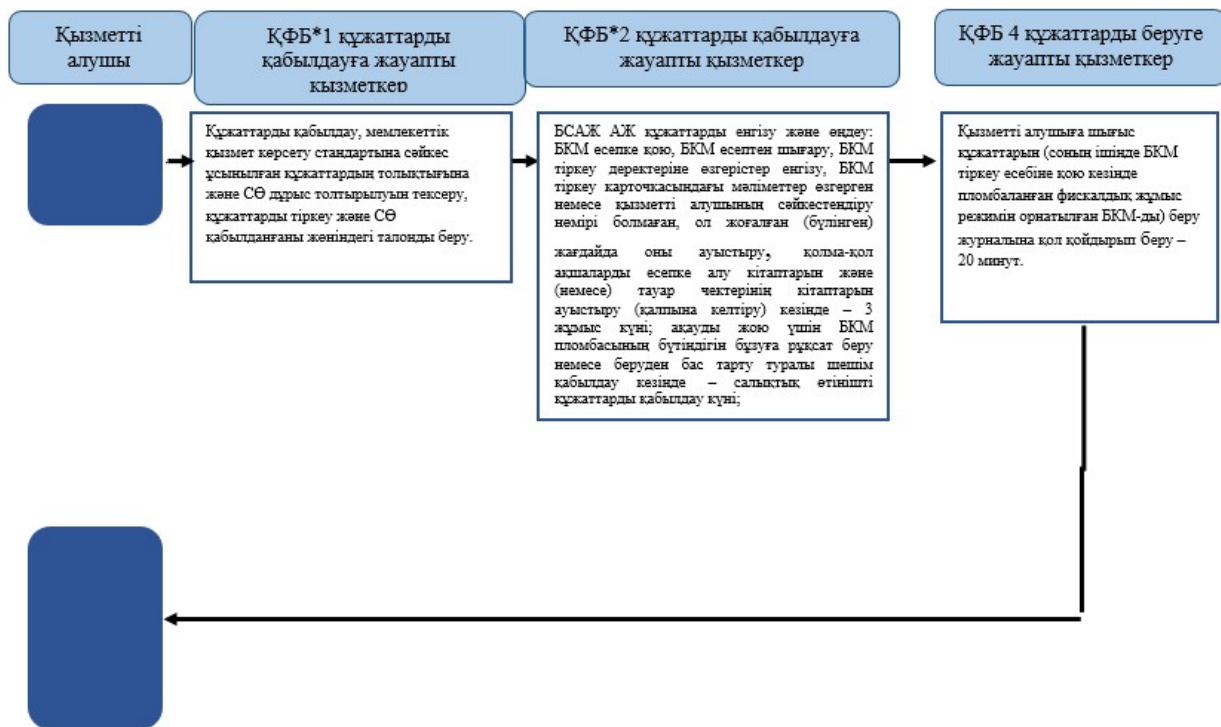 Қызметті
алушы
ҚФБ*1 құжаттарды
қабылдауға жауапты
қызметкер
ҚФБ*2 құжаттарды қабылдауға
жауапты қызметкер
ҚФБ 4 құжаттарды беруге
жауапты қызметкер
Құжаттарды қабылдау, мемлекеттік
қызмет көрсету стандартына сәйкес
ұсынылған құжаттардың толықтығына
және СӨ дұрыс толтырылуын тексеру,
құжаттарды тіркеу және СӨ
қабылданғаны жөніндегі талонды беру.
БСАЖ АЖ құжаттарды енгізу және өңдеу:
БКМ есепке қою, БКМ есептен шығару, БКМ
тіркеу деректеріне өзгерістер енгізу, БКМ
тіркеу карточкасындағы мәліметтер өзгерген
немесе қызметті алушының сәйкестендіру
нөмірі болмаған, ол жоғалған (бүлінген)
жағдайда оны ауыстыру, қолма-қол
ақшаларды есепке алу кітаптарын және
(немесе) тауар чектерінің кітаптарын
ауыстыру (қалпына келтіру) кезінде – 3
жұмыс күні; ақауды жою үшін БКМ
пломбасының бүтіндігін бұзуға рұқсат беру
немесе беруден бас тарту туралы шешім
қабылдау кезінде – салықтық өтінішті
құжаттарды қабылдау күні;
Қызметті алушыға шығыс
құжаттарын (соның ішінде БКМ
тіркеу есебіне қою кезінде
пломбаланған фискалдық жұмыс
режимін орнатылған БКМ-ды) беру
журналына қол қойдырып беру –
20 минут.